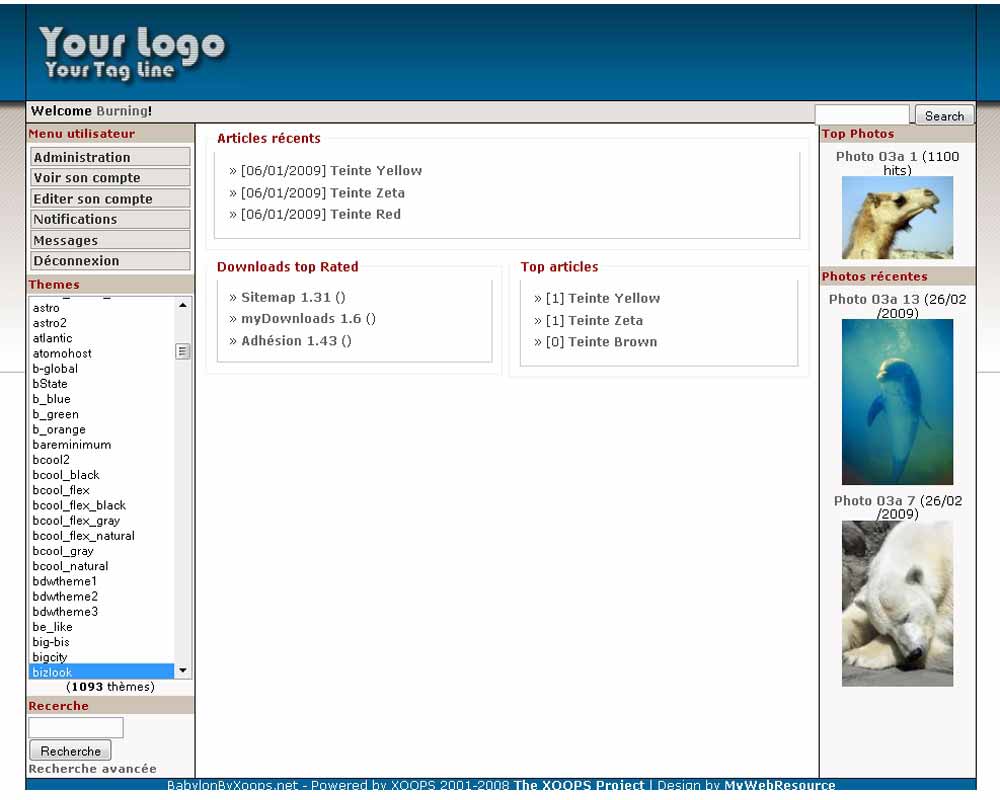 Your Logo
Your Tag Line
Welcome Burning!
Search
Menu utilisateur
Administration
Voir son compte
Editer son compte
Notifications
Messages
Déconnexion
Themes
astro
astro2
atlantic
atomohost
b-global
bState
b_blue
b_green
b_orange
bareminimum
bcool2
bcool_black
bcool_flex
bcool_flex_black
bcool_flex_gray
bcool_flex_natural
bcool_gray
bcool_natural
bdwtheme1
bdwtheme2
bdwtheme3
be_like
big-bis
bigcity
bizlook
(1093 thèmes)
Recerche
Recherche
Recherche avancée
Articles récents
» [06/01/2009] Teinte Yellow
» [06/01/2009] Teinte Zeta
» [06/01/2009] Teinte Red
Downloads top Rated
» Sitemap 1.31 ()
» myDownloads 1.6 ()
» Adhésion 1.43 ()
Top articles
» [1] Teinte Yellow
» [1] Teinte Zeta
» [0] Teinte Brown
Top Photos
Photo 03a 1 (1100
hits)
Photos récentes
Photo 03a 13 (26/02
/2009)
Photo 03a 7 (26/02
/2009)
BabylonByXoops.net - Powered by XOOPS 2001-2008 The XOOPS Project | Design by MyWebResource